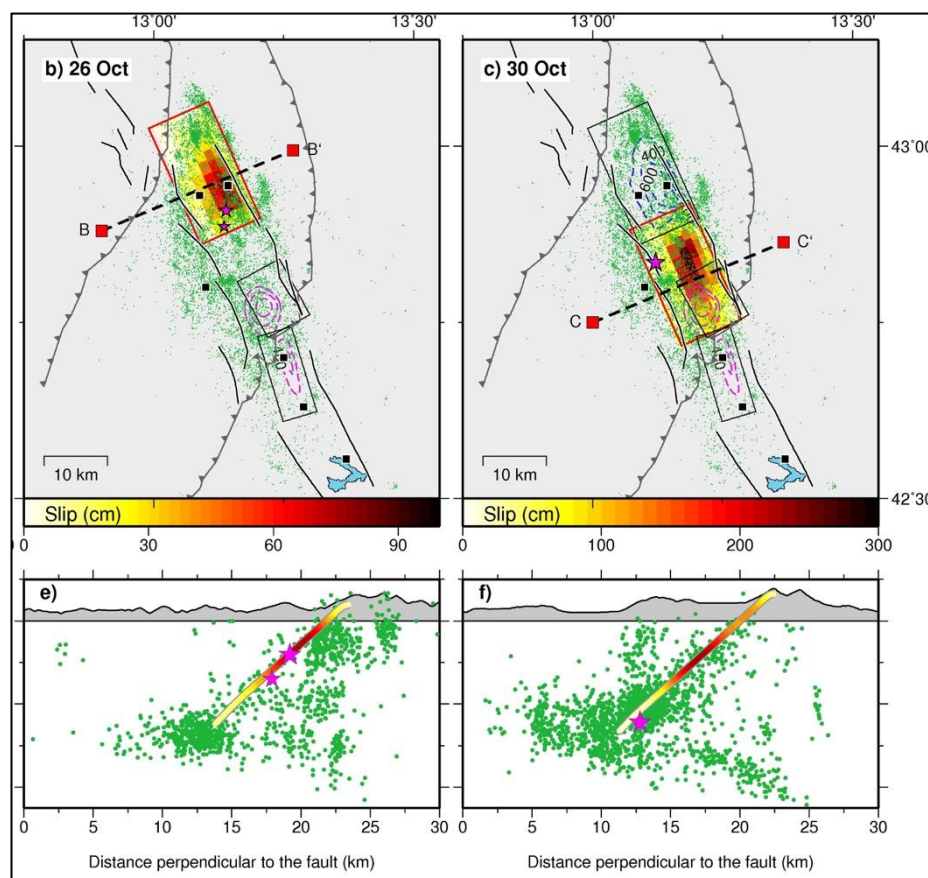 13°00' 13°30' 13°00' 13°30'
b) 26 Oct
c) 30 Oct
B'
B
400
600
43°00'
C'
C
10 km
10 km
42°30'
Slip (cm)
Slip (cm)
0 30 60 90 0 100 200 300
e)
f)
0 5 10 15 20 25 30 0 5 10 15 20 25 30
Distance perpendicular to the fault (km)
Distance perpendicular to the fault (km)